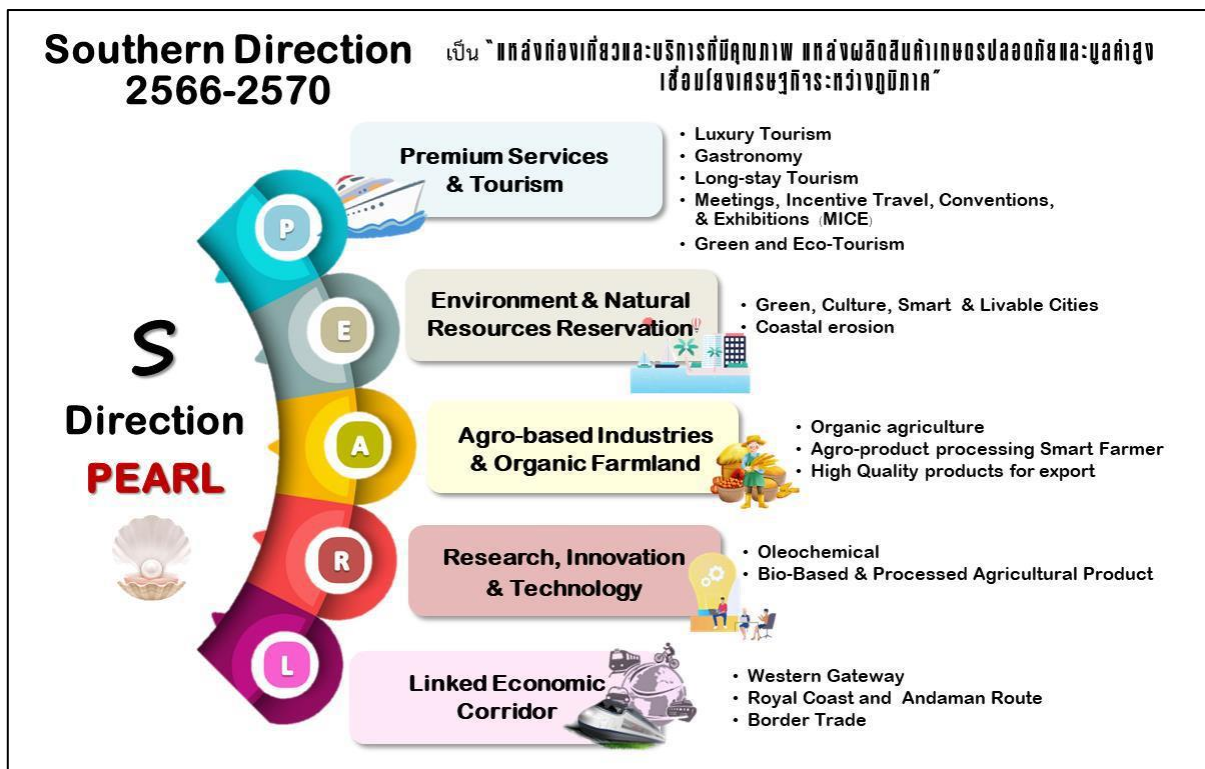 Southern Direction
2566-2570
เป็น “แหล่งท่องเที่ยวและบริการที่มีคุณภาพ แหล่งผลิตสินค้าเกษตรปลอดภัยและมูลค่าสูง
เชื่อมโยงเศรษฐกิจระหว่างภูมิภาค”
S
Direction
PEARL
P
Premium Services
& Tourism
• Luxury Tourism
• Gastronomy
• Long-stay Tourism
• Meetings, Incentive Travel, Conventions,
& Exhibitions (MICE)
• Green and Eco-Tourism
E
Environment & Natural
Resources Reservation
• Green, Culture, Smart & Livable Cities
• Coastal erosion
A
Agro-based Industries
& Organic Farmland
• Organic agriculture
• Agro-product processing Smart Farmer
• High Quality products for export
R
Research, Innovation
& Technology
• Oleochemical
• Bio-Based & Processed Agricultural Product
L
Linked Economic
Corridor
• Western Gateway
• Royal Coast and Andaman Route
• Border Trade